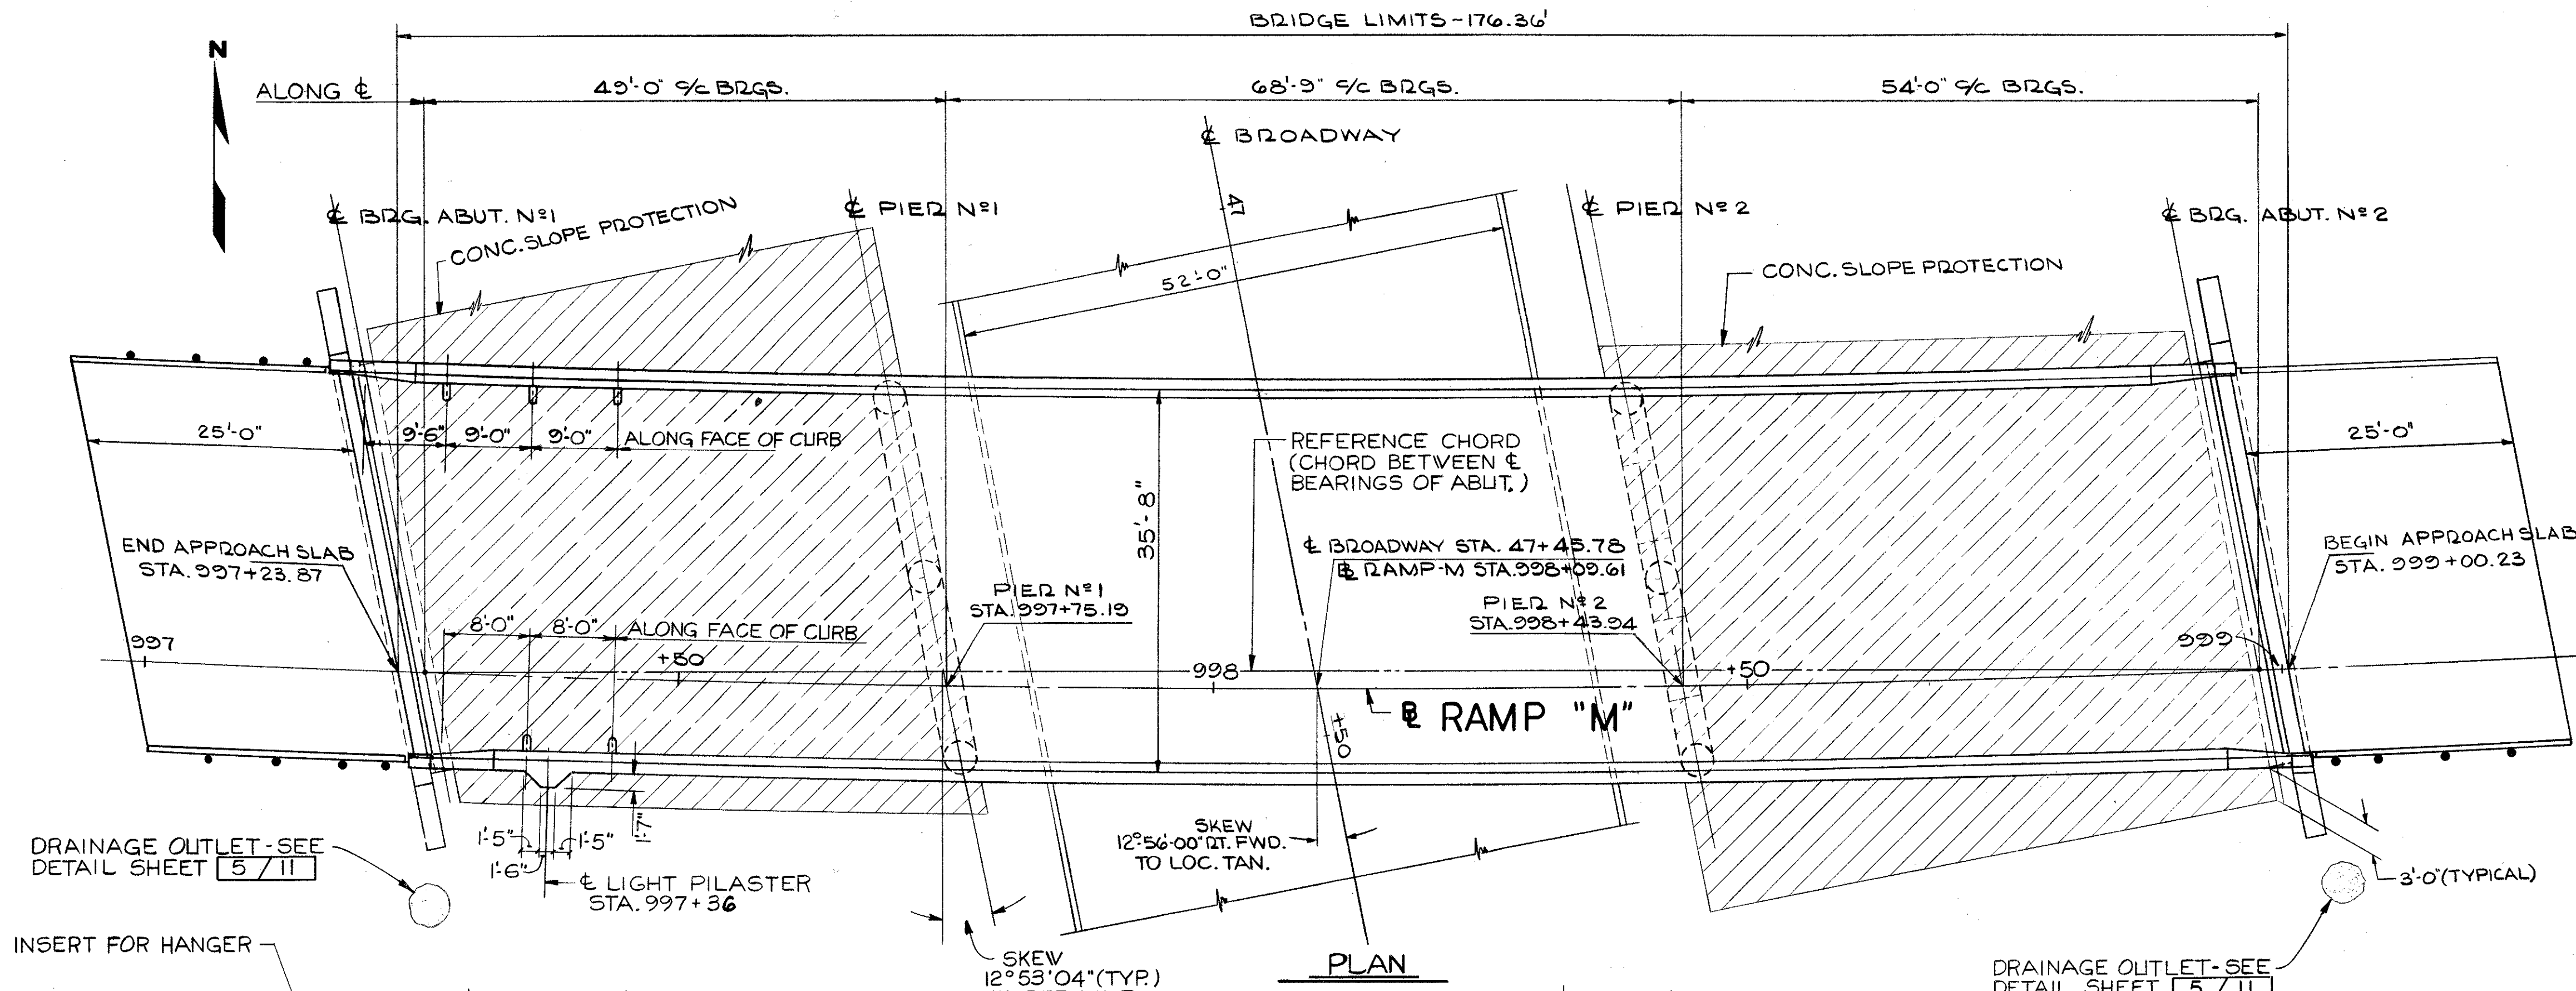 BRIDGE LIMITS-176.36'
N
ALONG ℄
49'-0" c/c BRGS.
68'-9" c/c BRGS.
54'-0" c/c BRGS.
℄ BROADWAY
47
℄ BRG. ABUT. Nº1
CONC. SLOPE PROTECTION
℄ PIER Nº1
℄ PIER Nº2
℄ BRG. ABUT. Nº2
52'-0"
CONC. SLOPE PROTECTION
25'-0"
9'-6"
9'-0"
9'-0"
ALONG FACE OF CURB
35'-8"
REFERENCE CHORD
(CHORD BETWEEN ℄
BEARINGS OF ABUT.)
25'-0"
END APPROACH SLAB
STA. 997+23.87
℄ BROADWAY STA. 47+45.78
℄ RAMP-M STA. 998+09.61
BEGIN APPROACH SLAB
STA. 999+00.23
PIER Nº1
STA. 997+75.19
PIER Nº2
STA. 998+43.94
997
8'-0"
8'-0"
ALONG FACE OF CURB
+50
998
+50
999
℄ RAMP "M"
+50
1'-5"
1'-5"
1'-6"
1'-7"
℄ LIGHT PILASTER
STA. 997+36
SKEW
12°56'-00" RT. FWD.
TO LOC. TAN.
DRAINAGE OUTLET-SEE
DETAIL SHEET 5/11
3'-0" (TYPICAL)
INSERT FOR HANGER
SKEW
12°53'04" (TYP.)
PLAN
DRAINAGE OUTLET-SEE
DETAIL SHEET 5/11